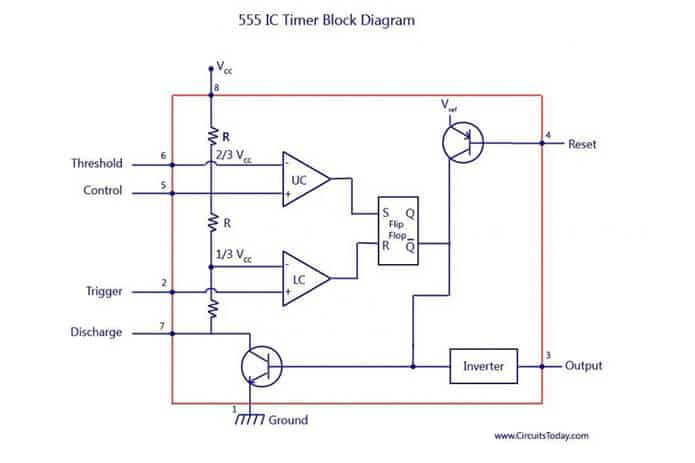 555 IC Timer Block Diagram
Vcc
8
Vref
R
4
Reset
6
2/3 Vcc
Threshold
-
UC
5
Control
+
S Q
Flip
Flop
R
R Q̅
1/3 Vcc
-
LC
2
Trigger
+
7
Discharge
3
Inverter
Output
1
Ground
www.CircuitsToday.com